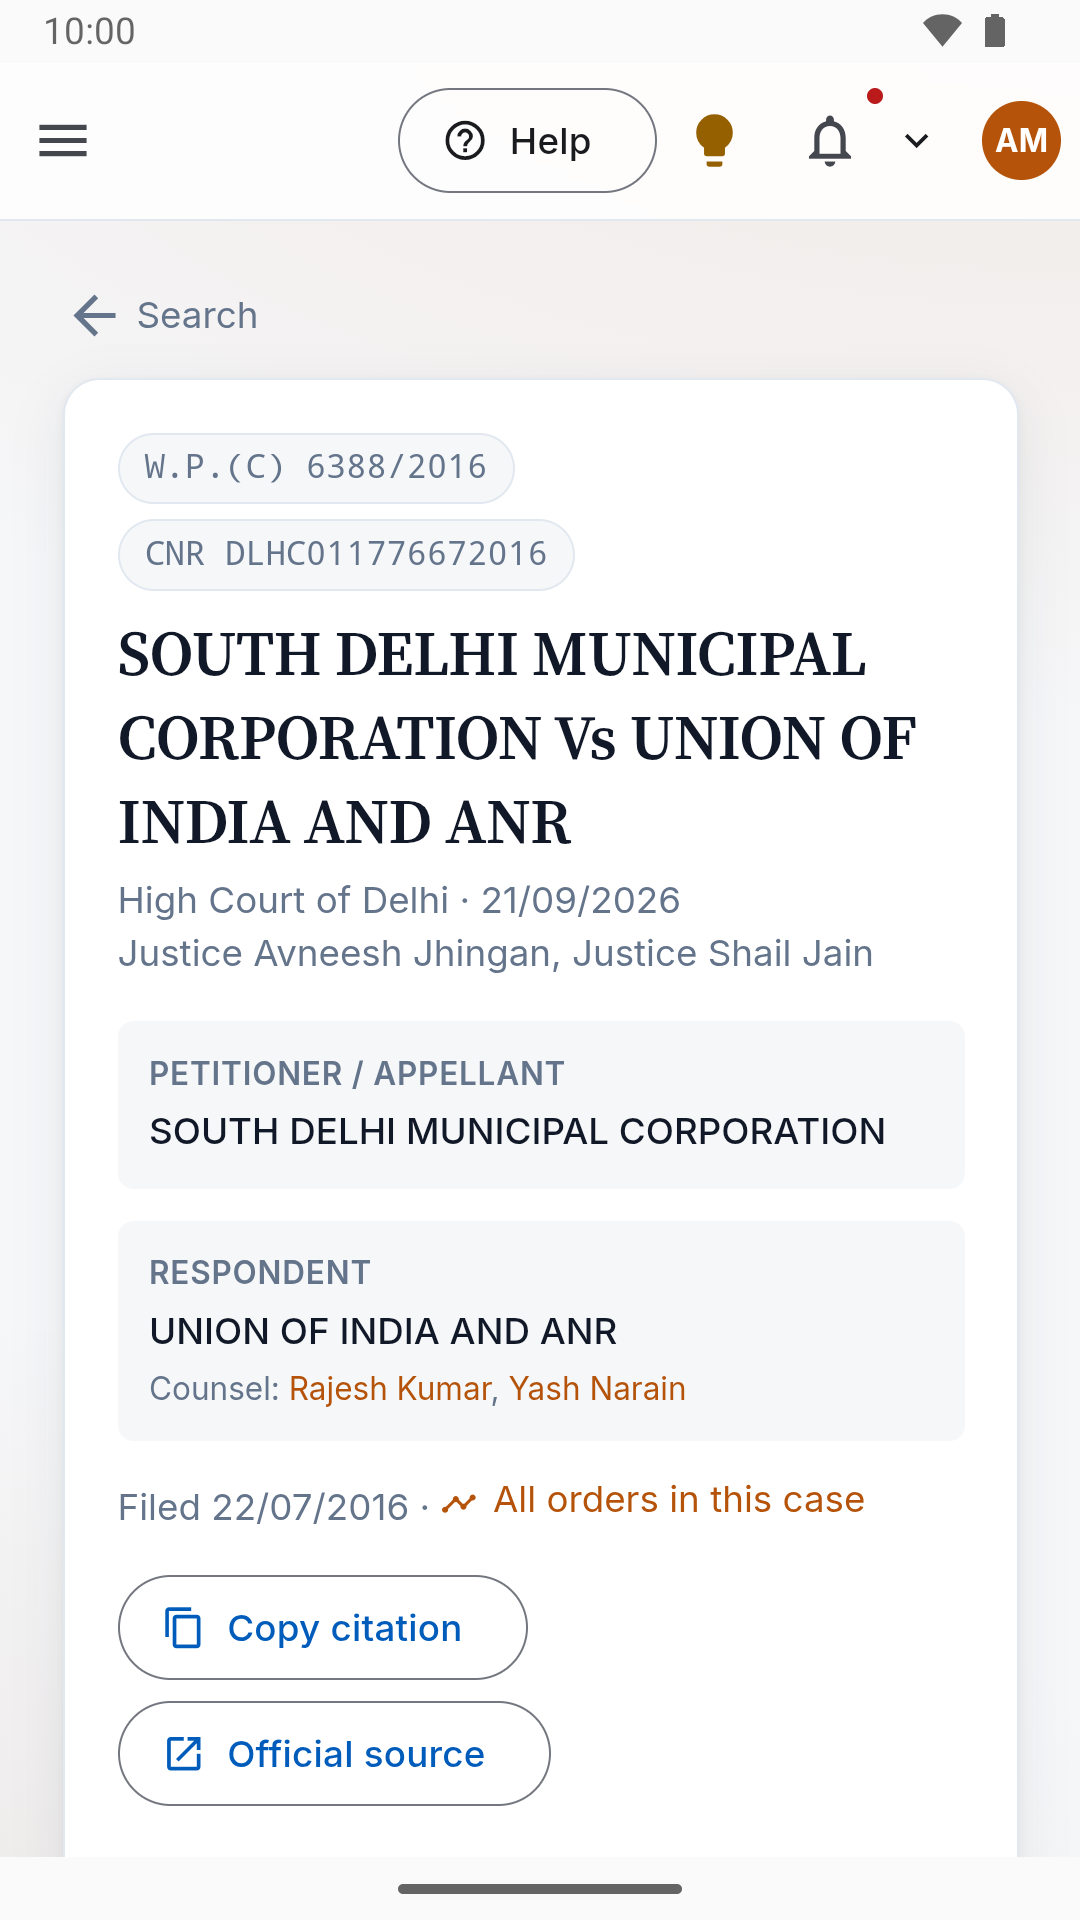 10:00
Help
AM
Search
W.P.(C) 6388/2016
CNR DLHC011776672016
SOUTH DELHI MUNICIPAL
CORPORATION Vs UNION OF
INDIA AND ANR
High Court of Delhi · 21/09/2026
Justice Avneesh Jhingan, Justice Shail Jain
PETITIONER / APPELLANT
SOUTH DELHI MUNICIPAL CORPORATION
RESPONDENT
UNION OF INDIA AND ANR
Counsel: Rajesh Kumar, Yash Narain
Filed 22/07/2016 · All orders in this case
Copy citation
Official source